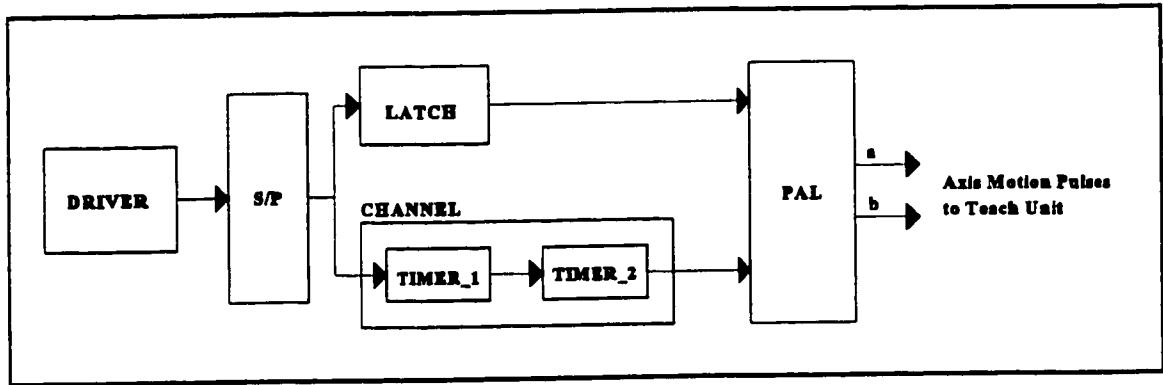 DRIVER
S/P
LATCH
CHANNEL
TIMER_1
TIMER_2
PAL
a
b
Axis Motion Pulses
to Teach Unit